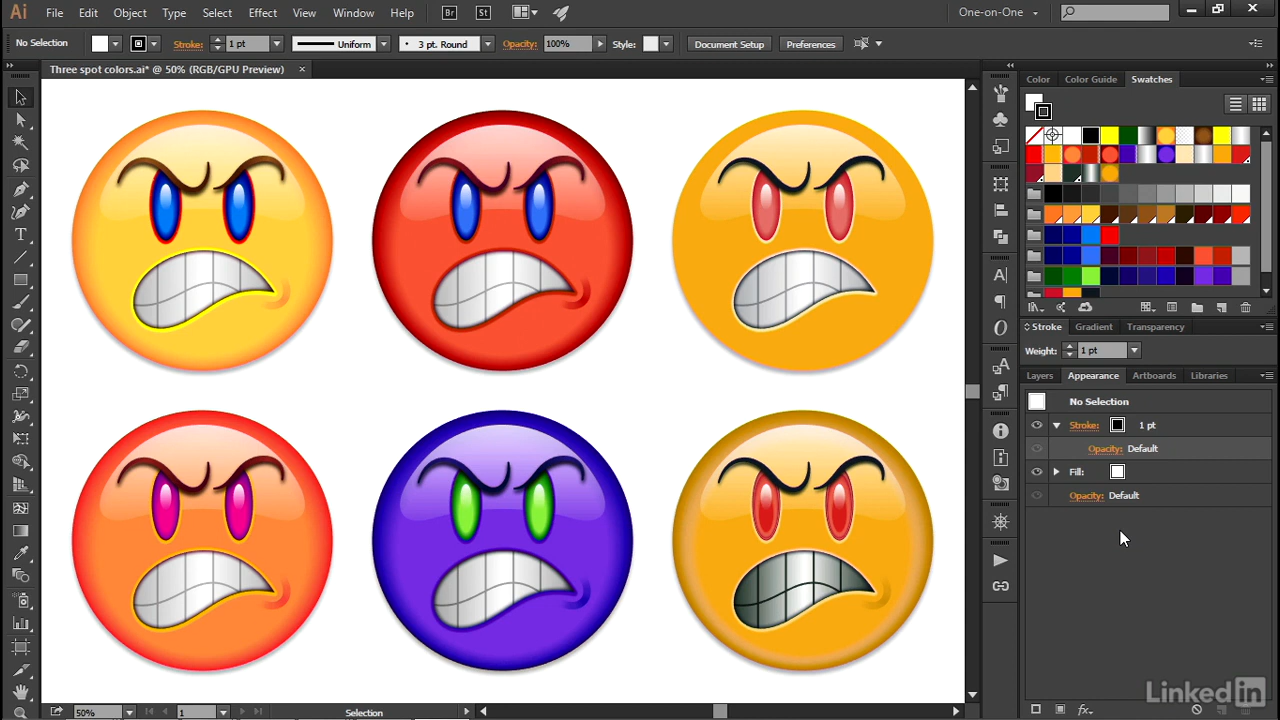 Ai File Edit Object Type Select Effect View Window Help Br St One-on-One
No Selection Stroke: 1 pt Uniform 3 pt. Round Opacity: 100% Style: Document Setup Preferences
Three spot colors.ai* @ 50% (RGB/GPU Preview)
Color Color Guide Swatches
Stroke Gradient Transparency
Weight: 1 pt
Layers Appearance Artboards Libraries
No Selection
Stroke: 1 pt
Opacity: Default
Fill:
Opacity: Default
LinkedIn
50% 1 Selection